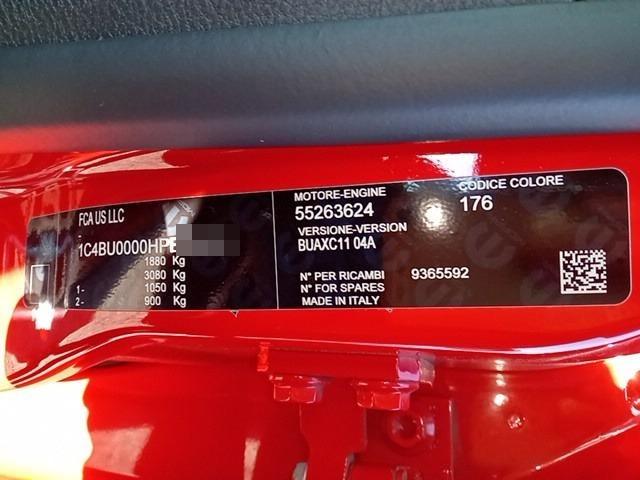 FCA US LLC
1C4BU0000HP
1880 Kg
3080 Kg
1- 1050 Kg
2- 900 Kg
MOTORE-ENGINE
55263624
VERSIONE-VERSION
BUAXC11 04A
N° PER RICAMBI 9365592
N° FOR SPARES
MADE IN ITALY
CODICE COLORE
176